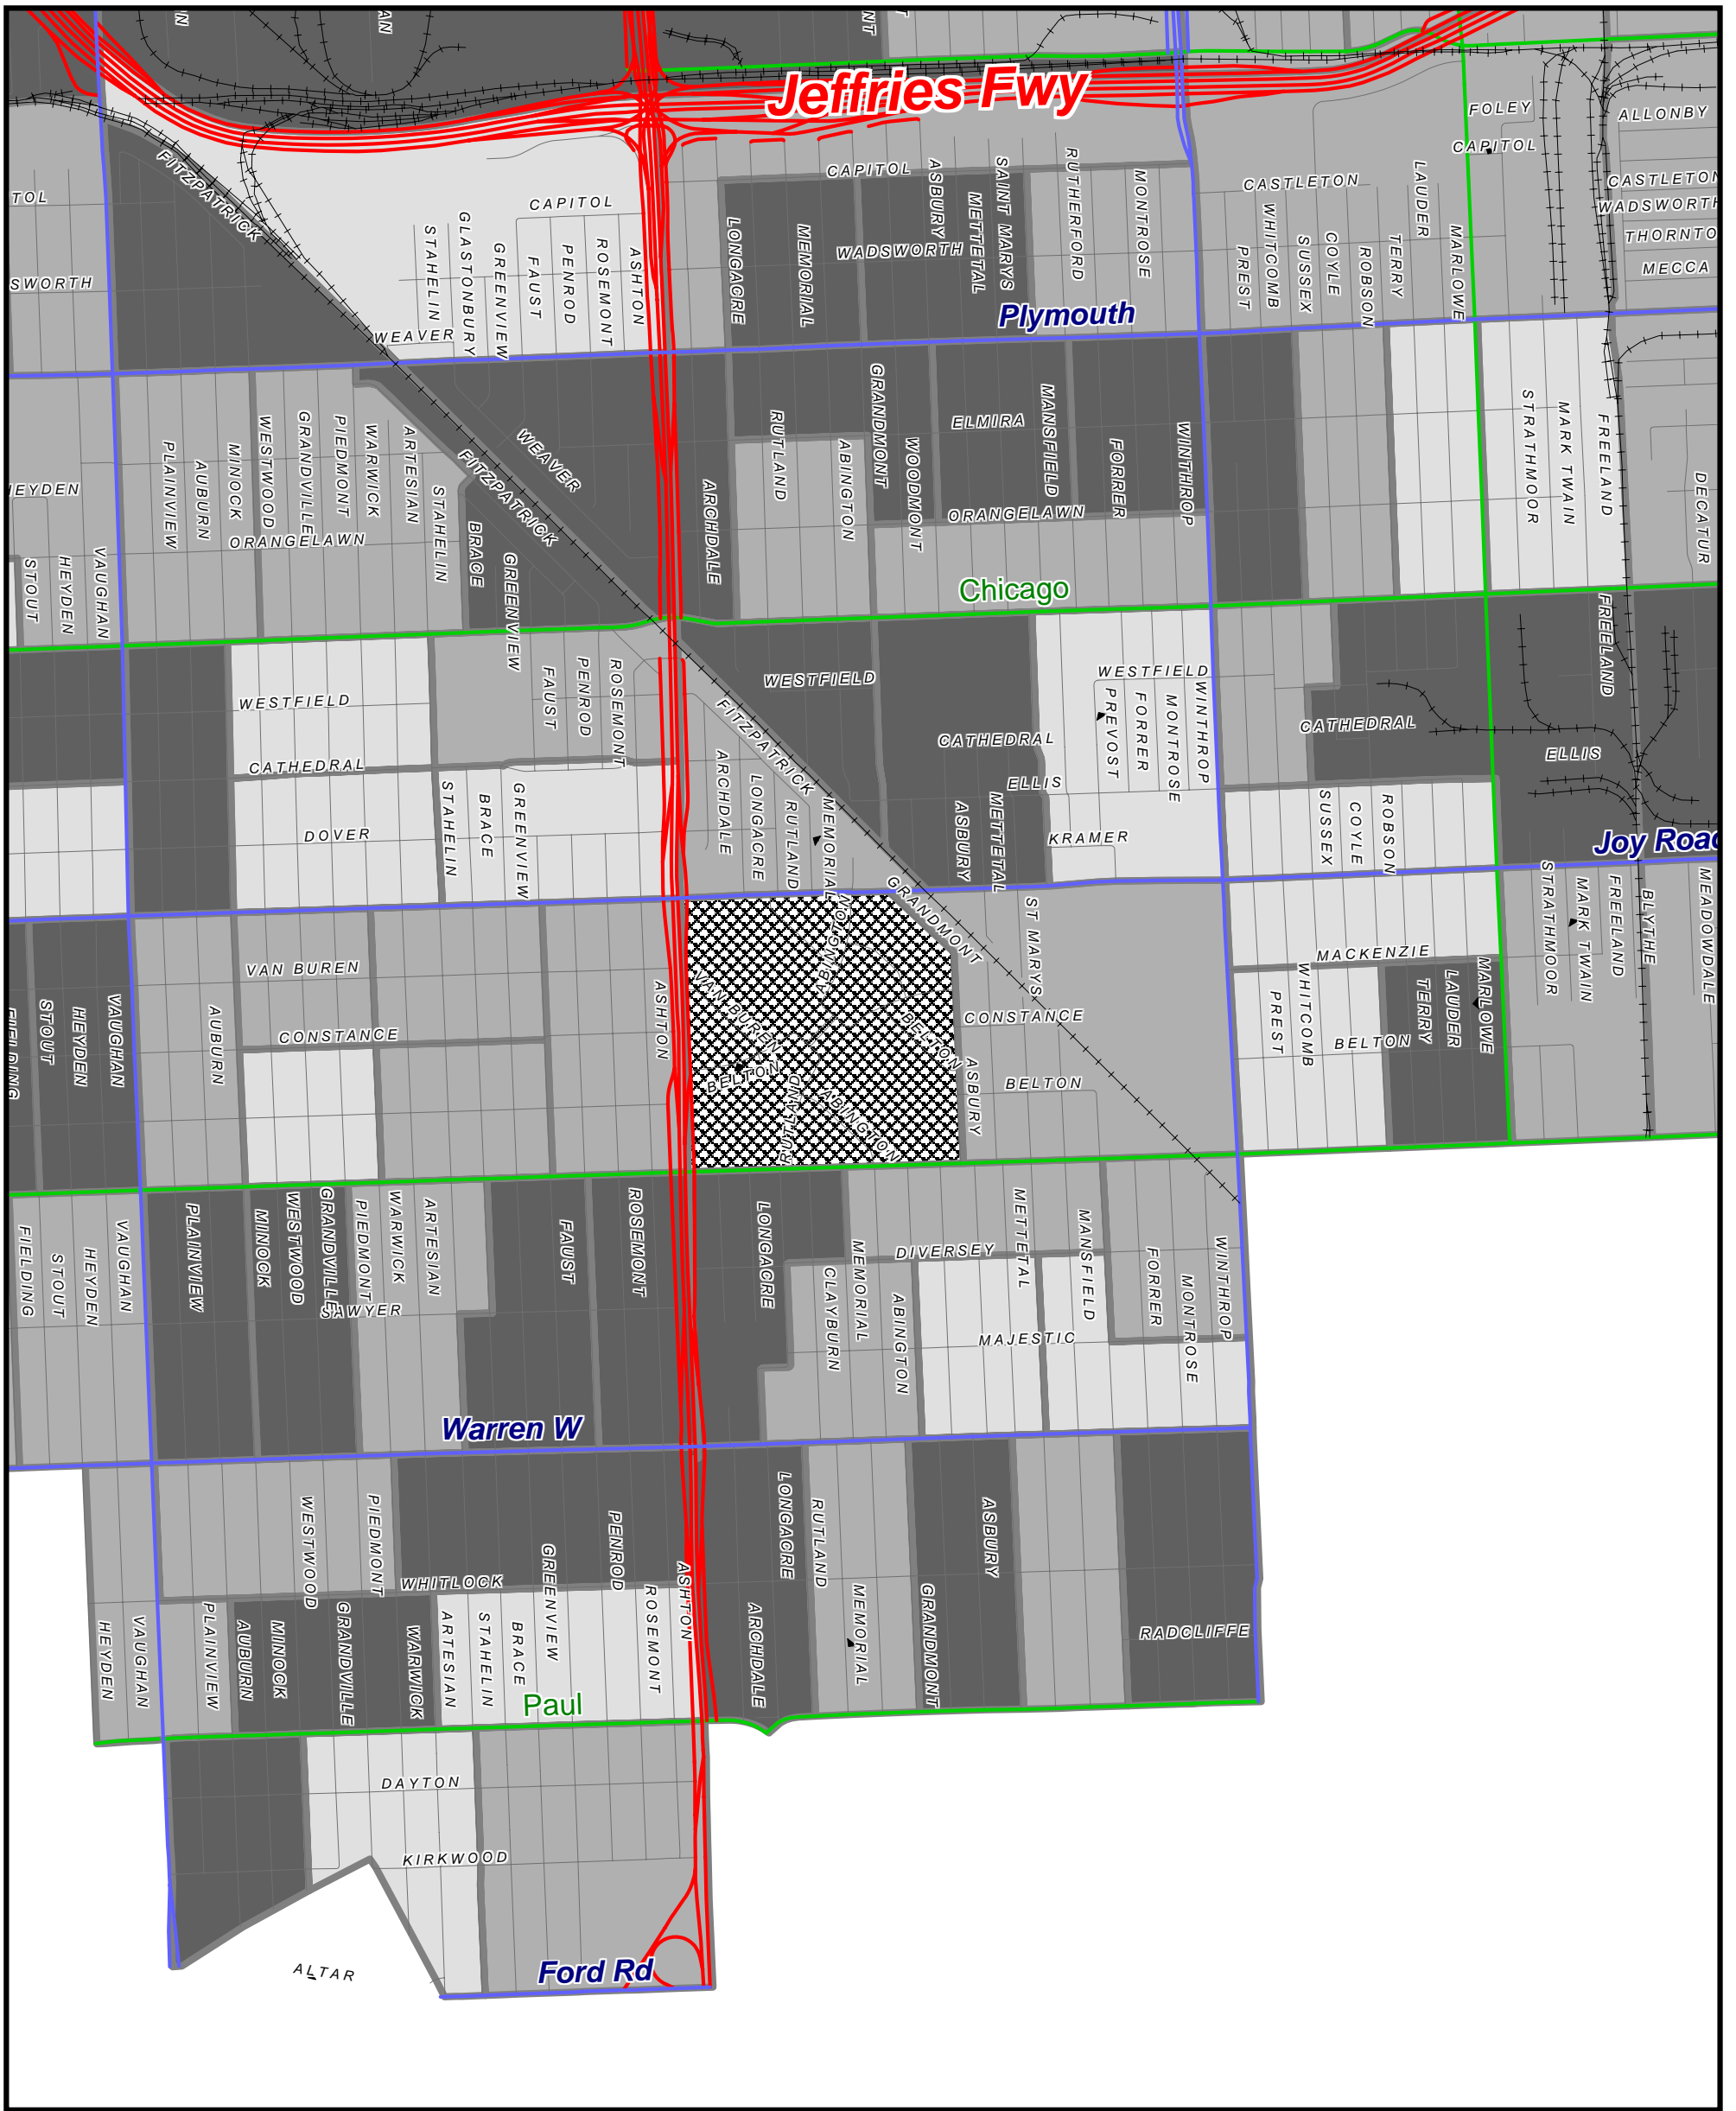 Jeffries Fwy
FOLEY
ALLONBY
CAPITOL
FITZPATRICK
CAPITOL
ASBURY
SAINT MARYS
RUTHERFORD
MONTROSE
CASTLETON
LAUDER
CASTLETON
TOL
CAPITOL
METTETAL
WADSWORTH
WHITCOMB
STAHELIN
GLASTONBURY
GREENVIEW
FAUST
PENROD
ROSEMONT
ASHTON
LONGACRE
MEMORIAL
WADSWORTH
PREST
SUSSEX
COYLE
ROBSON
TERRY
MARLOWE
THORNTO
MECCA
SWORTH
Plymouth
WEAVER
GRANDMONT
MANSFIELD
ELMIRA
STRATHMOOR
MARK TWAIN
FREELAND
PLAINVIEW
AUBURN
MINOCK
WESTWOOD
GRANDVILLE
PIEDMONT
WARWICK
ARTESIAN
WEAVER
FITZPATRICK
RUTLAND
ABINGTON
WOODMONT
FORRER
WINTHROP
DECATUR
HEYDEN
STAHELIN
ARCHDALE
ORANGELAWN
ORANGELAWN
BRACE
GREENVIEW
STOUT
HEYDEN
VAUGHAN
Chicago
FREELAND
WESTFIELD
FAUST
PENROD
ROSEMONT
WESTFIELD
WESTFIELD
PREVOST
FORRER
MONTROSE
WINTHROP
FITZPATRICK
CATHEDRAL
CATHEDRAL
CATHEDRAL
ELLIS
ELLIS
ARCHDALE
LONGACRE
RUTLAND
MEMORIAL
DOVER
STAHELIN
BRACE
GREENVIEW
ASBURY
METTETAL
KRAMER
SUSSEX
COYLE
ROBSON
Joy Road
GRANDMONT
ABINGTON
ST MARYS
STRATHMOOR
MARK TWAIN
FREELAND
BLYTHE
MEADOWDALE
VAN BUREN
VAN BUREN
MACKENZIE
FIELDING
STOUT
HEYDEN
VAUGHAN
AUBURN
CONSTANCE
ASHTON
BELTON
CONSTANCE
PREST
WHITCOMB
BELTON
TERRY
LAUDER
MARLOWE
BELTON
RUTLAND
ABINGTON
ASBURY
BELTON
FIELDING
STOUT
HEYDEN
VAUGHAN
PLAINVIEW
MINOCK
WESTWOOD
GRANDVILLE
PIEDMONT
WARWICK
ARTESIAN
FAUST
ROSEMONT
LONGACRE
METTETAL
MANSFIELD
DIVERSEY
FORRER
MONTROSE
WINTHROP
SAWYER
CLAYBURN
MEMORIAL
ABINGTON
MAJESTIC
Warren W
WESTWOOD
PIEDMONT
PENROD
LONGACRE
RUTLAND
ASBURY
WHITLOCK
GREENVIEW
ASHTON
HEYDEN
VAUGHAN
PLAINVIEW
AUBURN
MINOCK
GRANDVILLE
WARWICK
ARTESIAN
STAHELIN
BRACE
ROSEMONT
ARCHDALE
MEMORIAL
GRANDMONT
RADCLIFFE
Paul
DAYTON
KIRKWOOD
ALTAR
Ford Rd